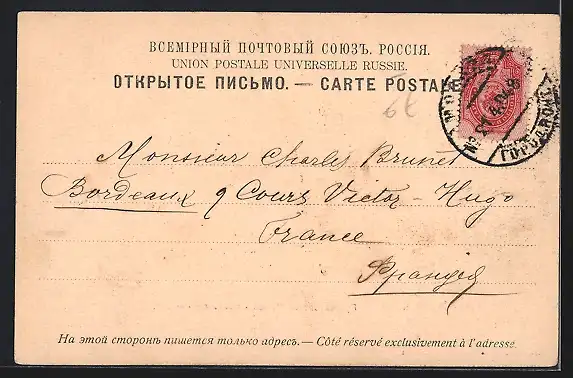 ВСЕМІРНЫЙ ПОЧТОВЫЙ СОЮЗЪ. РОССІЯ.
UNION POSTALE UNIVERSELLE RUSSIE.
ОТКРЫТОЕ ПИСЬМО. — CARTE POSTALE
6€
Monsieur Charles Brunet
Bordeaux 9 Cours Victor-Hugo
France
Франція
На этой сторонѣ пишется только адресъ. — Côté réservé exclusivement à l'adresse.